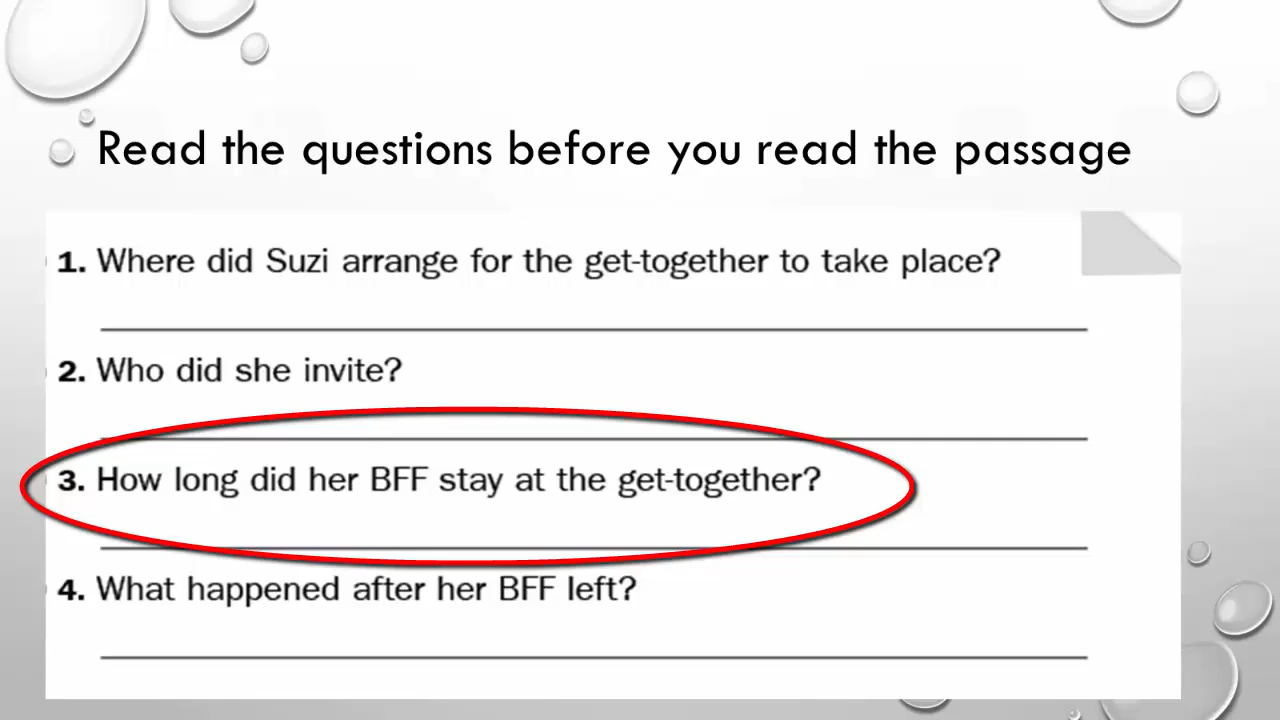 Read the questions before you read the passage
1. Where did Suzi arrange for the get-together to take place?
2. Who did she invite?
3. How long did her BFF stay at the get-together?
4. What happened after her BFF left?